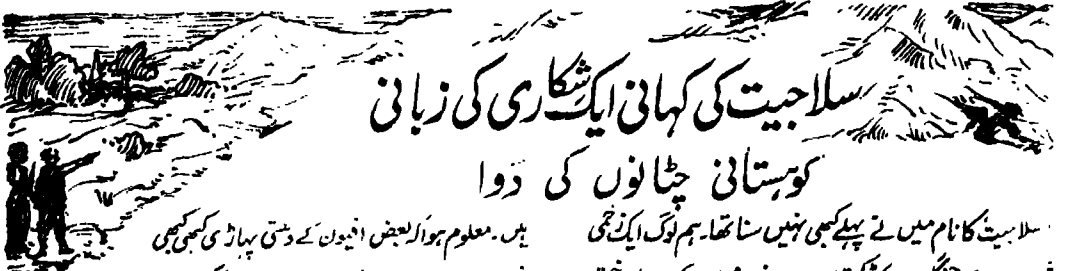 سلاجیت کی کہانی ایک شکاری کی زبانی
کوہستانی چٹانوں کی دوا
سلاجیت کا نام میں نے پہلے کبھی نہیں سنا تھا۔ ہم لوگ ایک زخمی
ہیں۔ معلوم ہوا کہ بعض افیون کے دستی پہاڑی کبھی کبھی